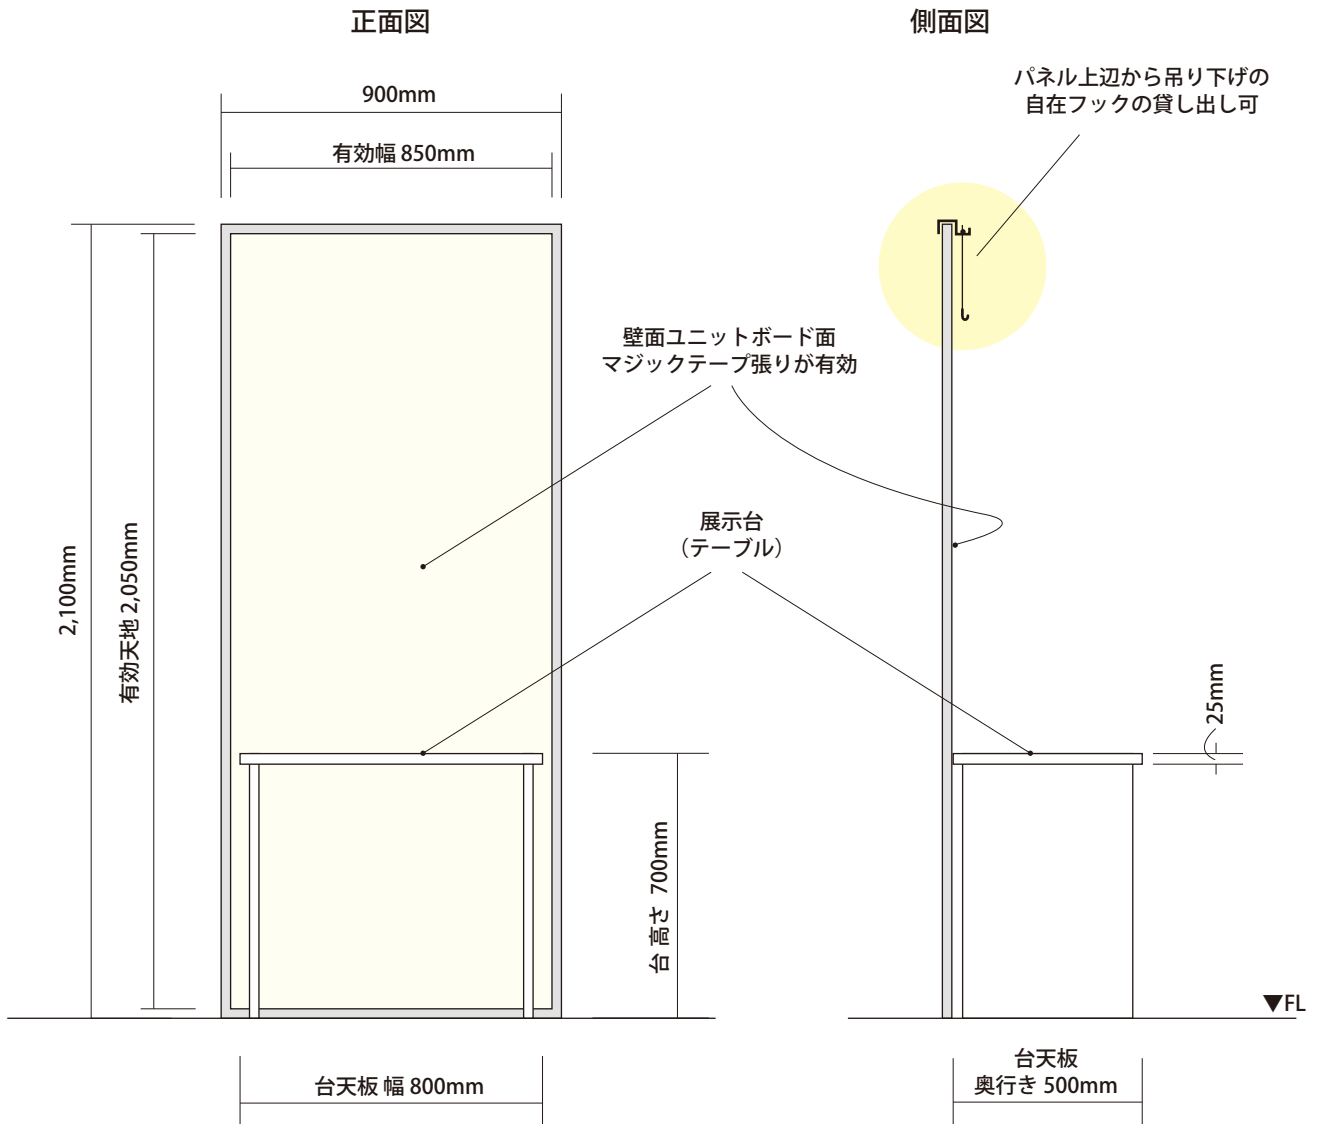 正面図
側面図
パネル上辺から吊り下げの
自在フックの貸し出し可
900mm
有効幅 850mm
壁面ユニットボード面
マジックテープ張りが有効
展示台
（テーブル）
2,100mm
有効天地 2,050mm
25mm
台 高さ 700mm
▼FL
台天板 幅 800mm
台天板
奥行き 500mm